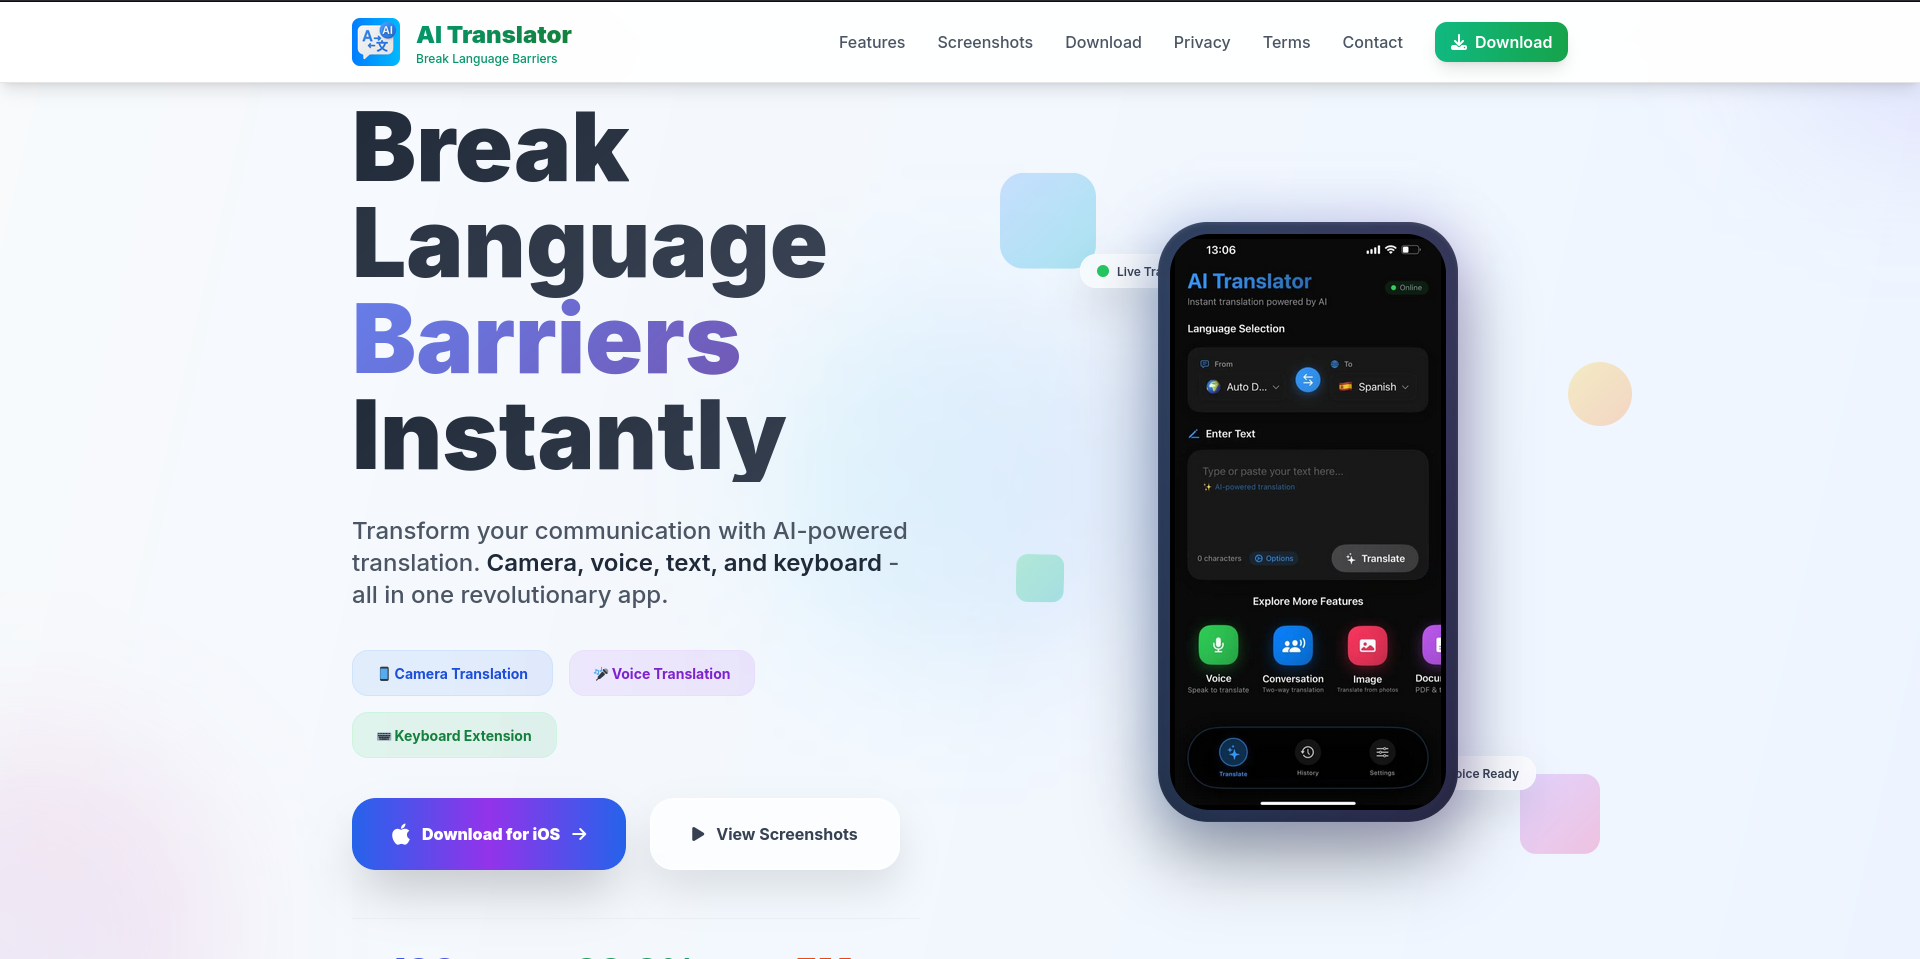 AI Translator
Break Language Barriers
Features
Screenshots
Download
Privacy
Terms
Contact
Download
Break
Language
Barriers
Instantly
Transform your communication with AI-powered
translation. Camera, voice, text, and keyboard -
all in one revolutionary app.
Camera Translation
Voice Translation
Keyboard Extension
Download for iOS
View Screenshots
Live
13:06
AI Translator
Instant translation powered by AI
Online
Language Selection
From
To
Auto D...
Spanish
Enter Text
Type or paste your text here...
AI-powered translation
0 characters
Options
Translate
Explore More Features
Voice
Speak to translate
Conversation
Two-way translation
Image
Translate from photos
PDF &
Translate
History
Settings
Ready